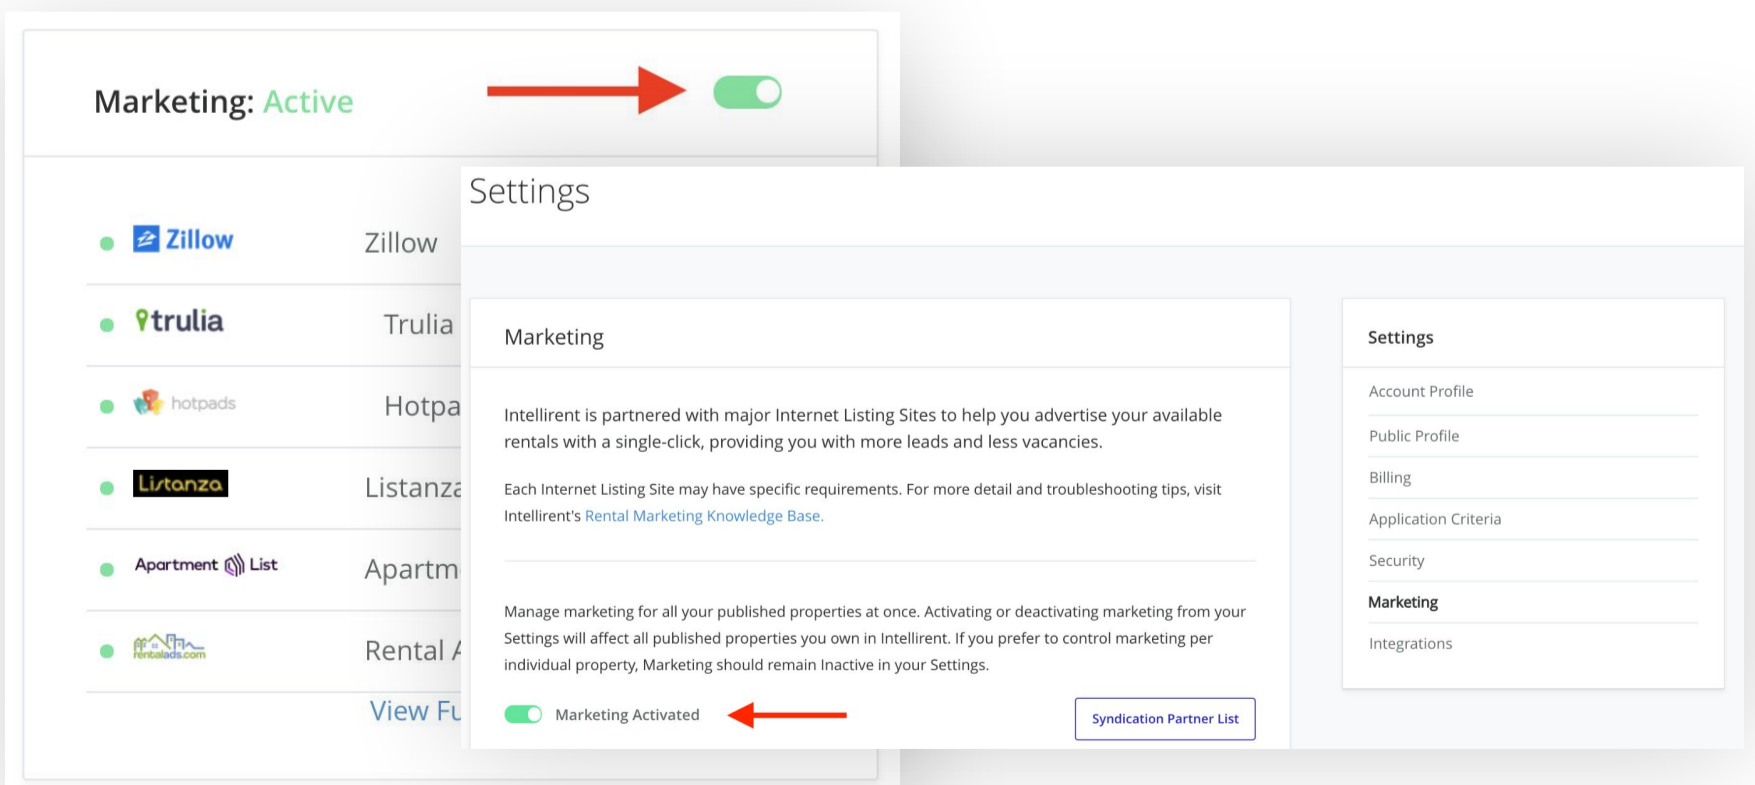 Marketing: Active
Zillow
Zillow
trulia
Trulia
hotpads
Hotpa
Listanza
Listanza
Apartment List
Apartm
rentalads.com
Rental A
View Fu
Settings
Marketing
Intellirent is partnered with major Internet Listing Sites to help you advertise your available
rentals with a single-click, providing you with more leads and less vacancies.
Each Internet Listing Site may have specific requirements. For more detail and troubleshooting tips, visit
Intellirent's Rental Marketing Knowledge Base.
Manage marketing for all your published properties at once. Activating or deactivating marketing from your
Settings will affect all published properties you own in Intellirent. If you prefer to control marketing per
individual property, Marketing should remain Inactive in your Settings.
Marketing Activated
Syndication Partner List
Settings
Account Profile
Public Profile
Billing
Application Criteria
Security
Marketing
Integrations